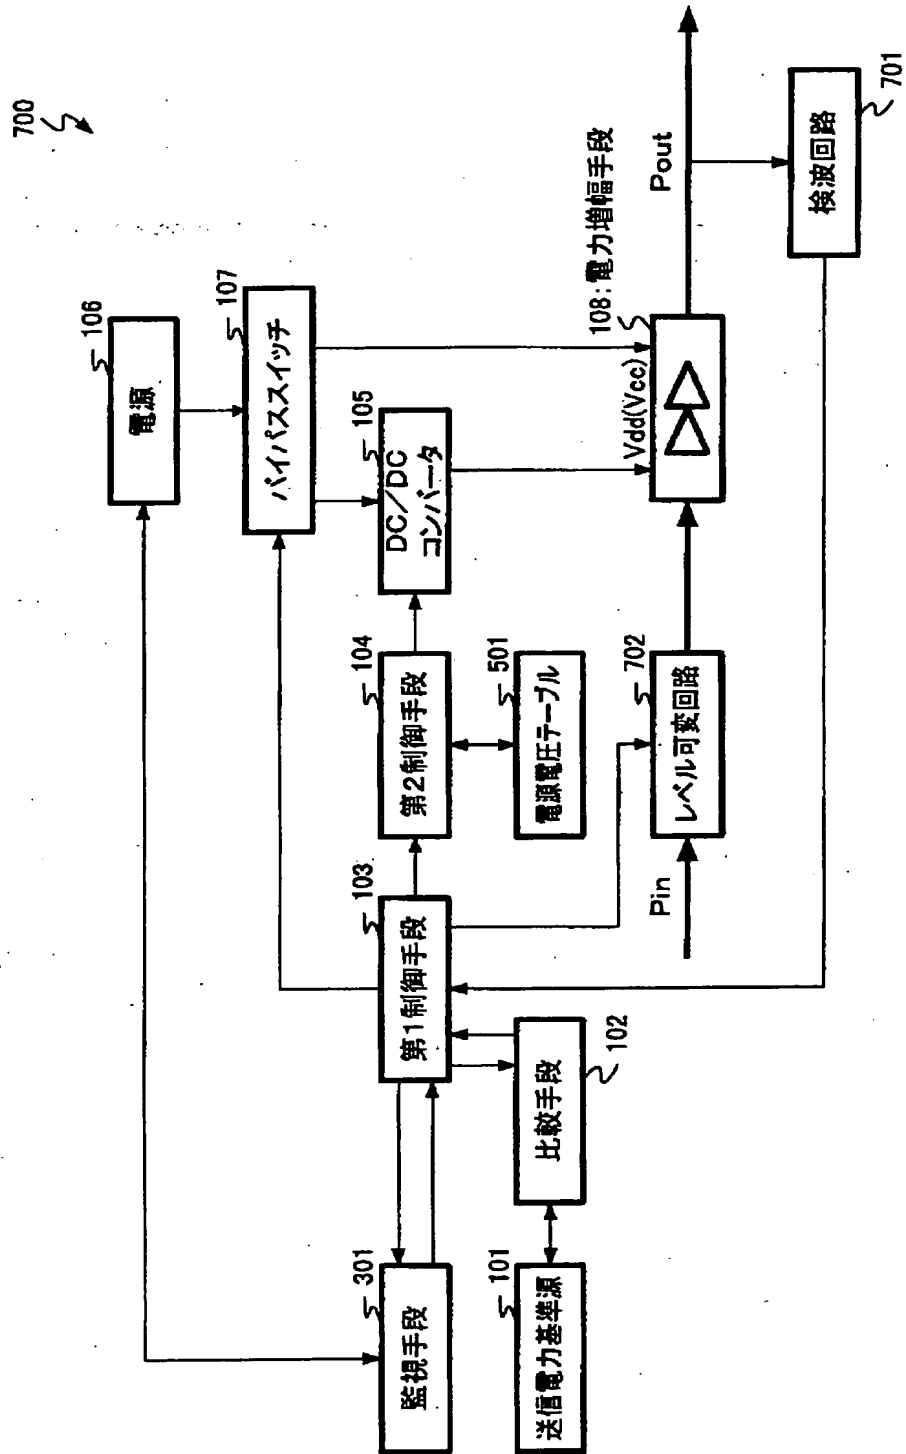 700
106
電源
107
バイパススイッチ
105
DC/DC
コンバータ
108:電力増幅手段
Vdd(Vcc)
Pout
検波回路
701
104
第2制御手段
501
電源電圧テーブル
702
レベル可変回路
Pin
103
第1制御手段
102
比較手段
301
監視手段
101
送信電力基準源